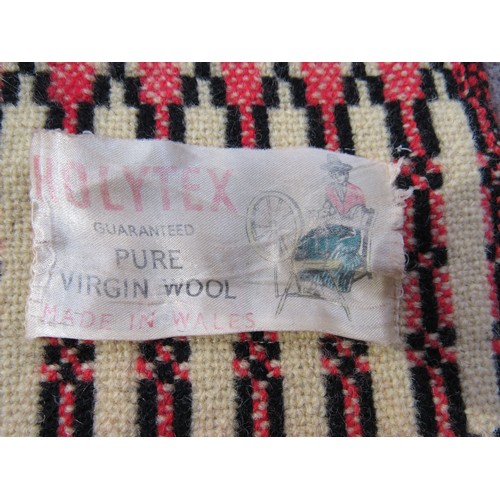 HOLYTEX
GUARANTEED
PURE
VIRGIN WOOL
MADE IN WALES